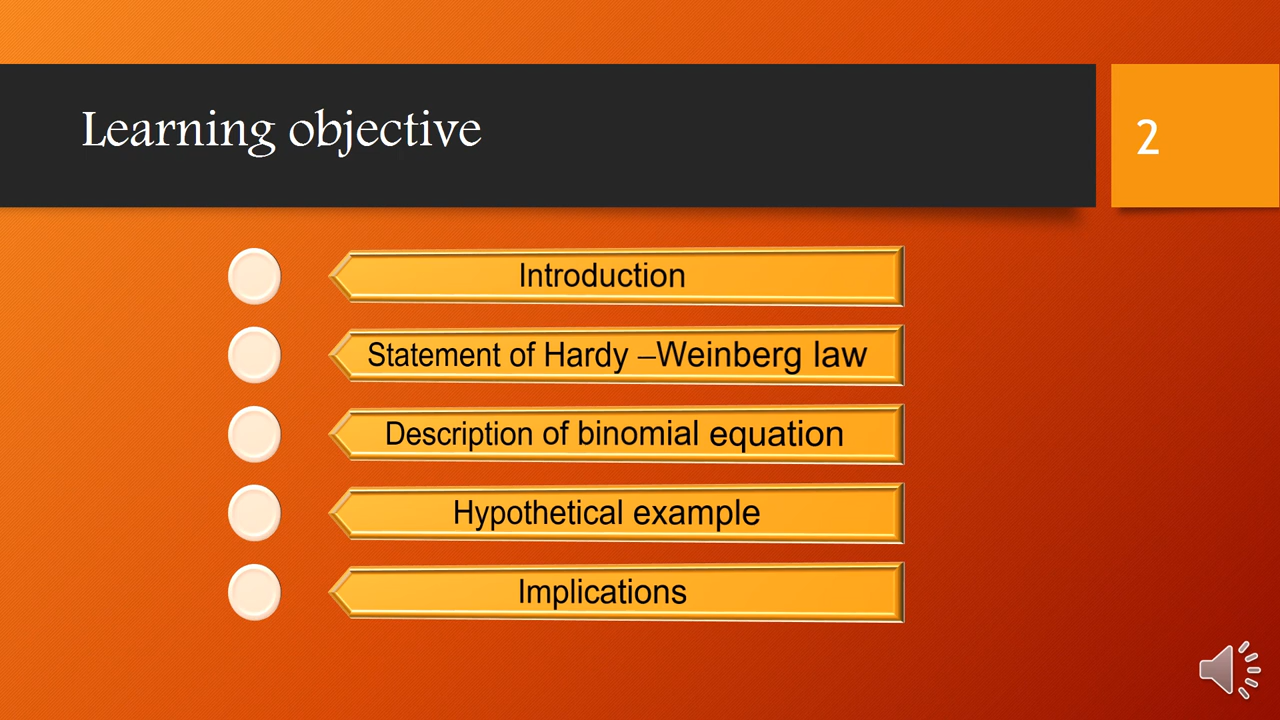 Learning objective
2
Introduction
Statement of Hardy –Weinberg law
Description of binomial equation
Hypothetical example
Implications